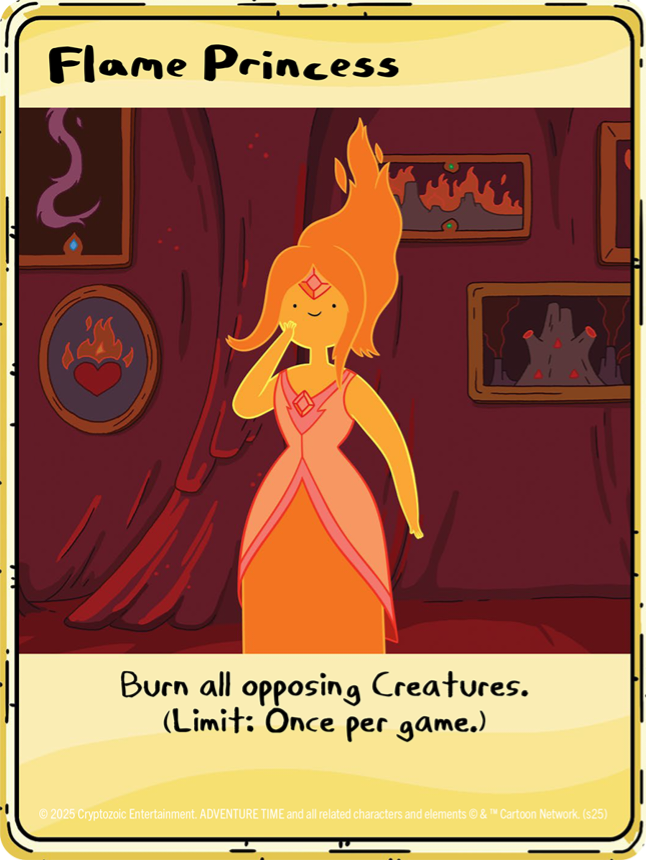 Flame Princess
Burn all opposing Creatures.
(Limit: Once per game.)
© 2025 Cryptozoic Entertainment. ADVENTURE TIME and all related characters and elements © & ™ Cartoon Network. (s25)